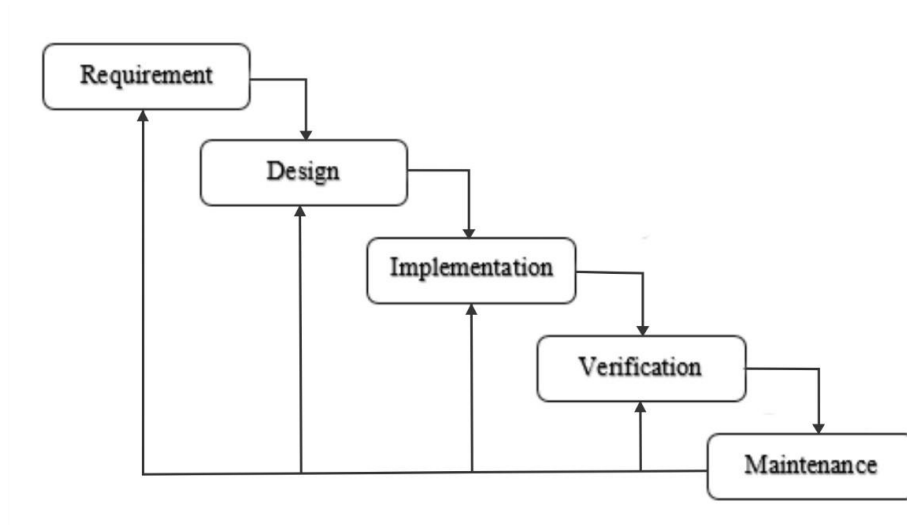 Requirement
Design
Implementation
Verification
Maintenance